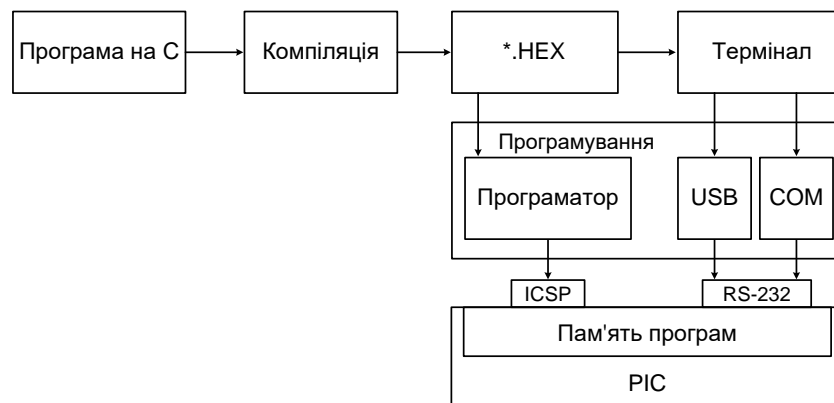 Програма на С
Компіляція
*.HEX
Термінал
Програмування
Програматор
USB
COM
ICSP
RS-232
Пам'ять програм
PIC